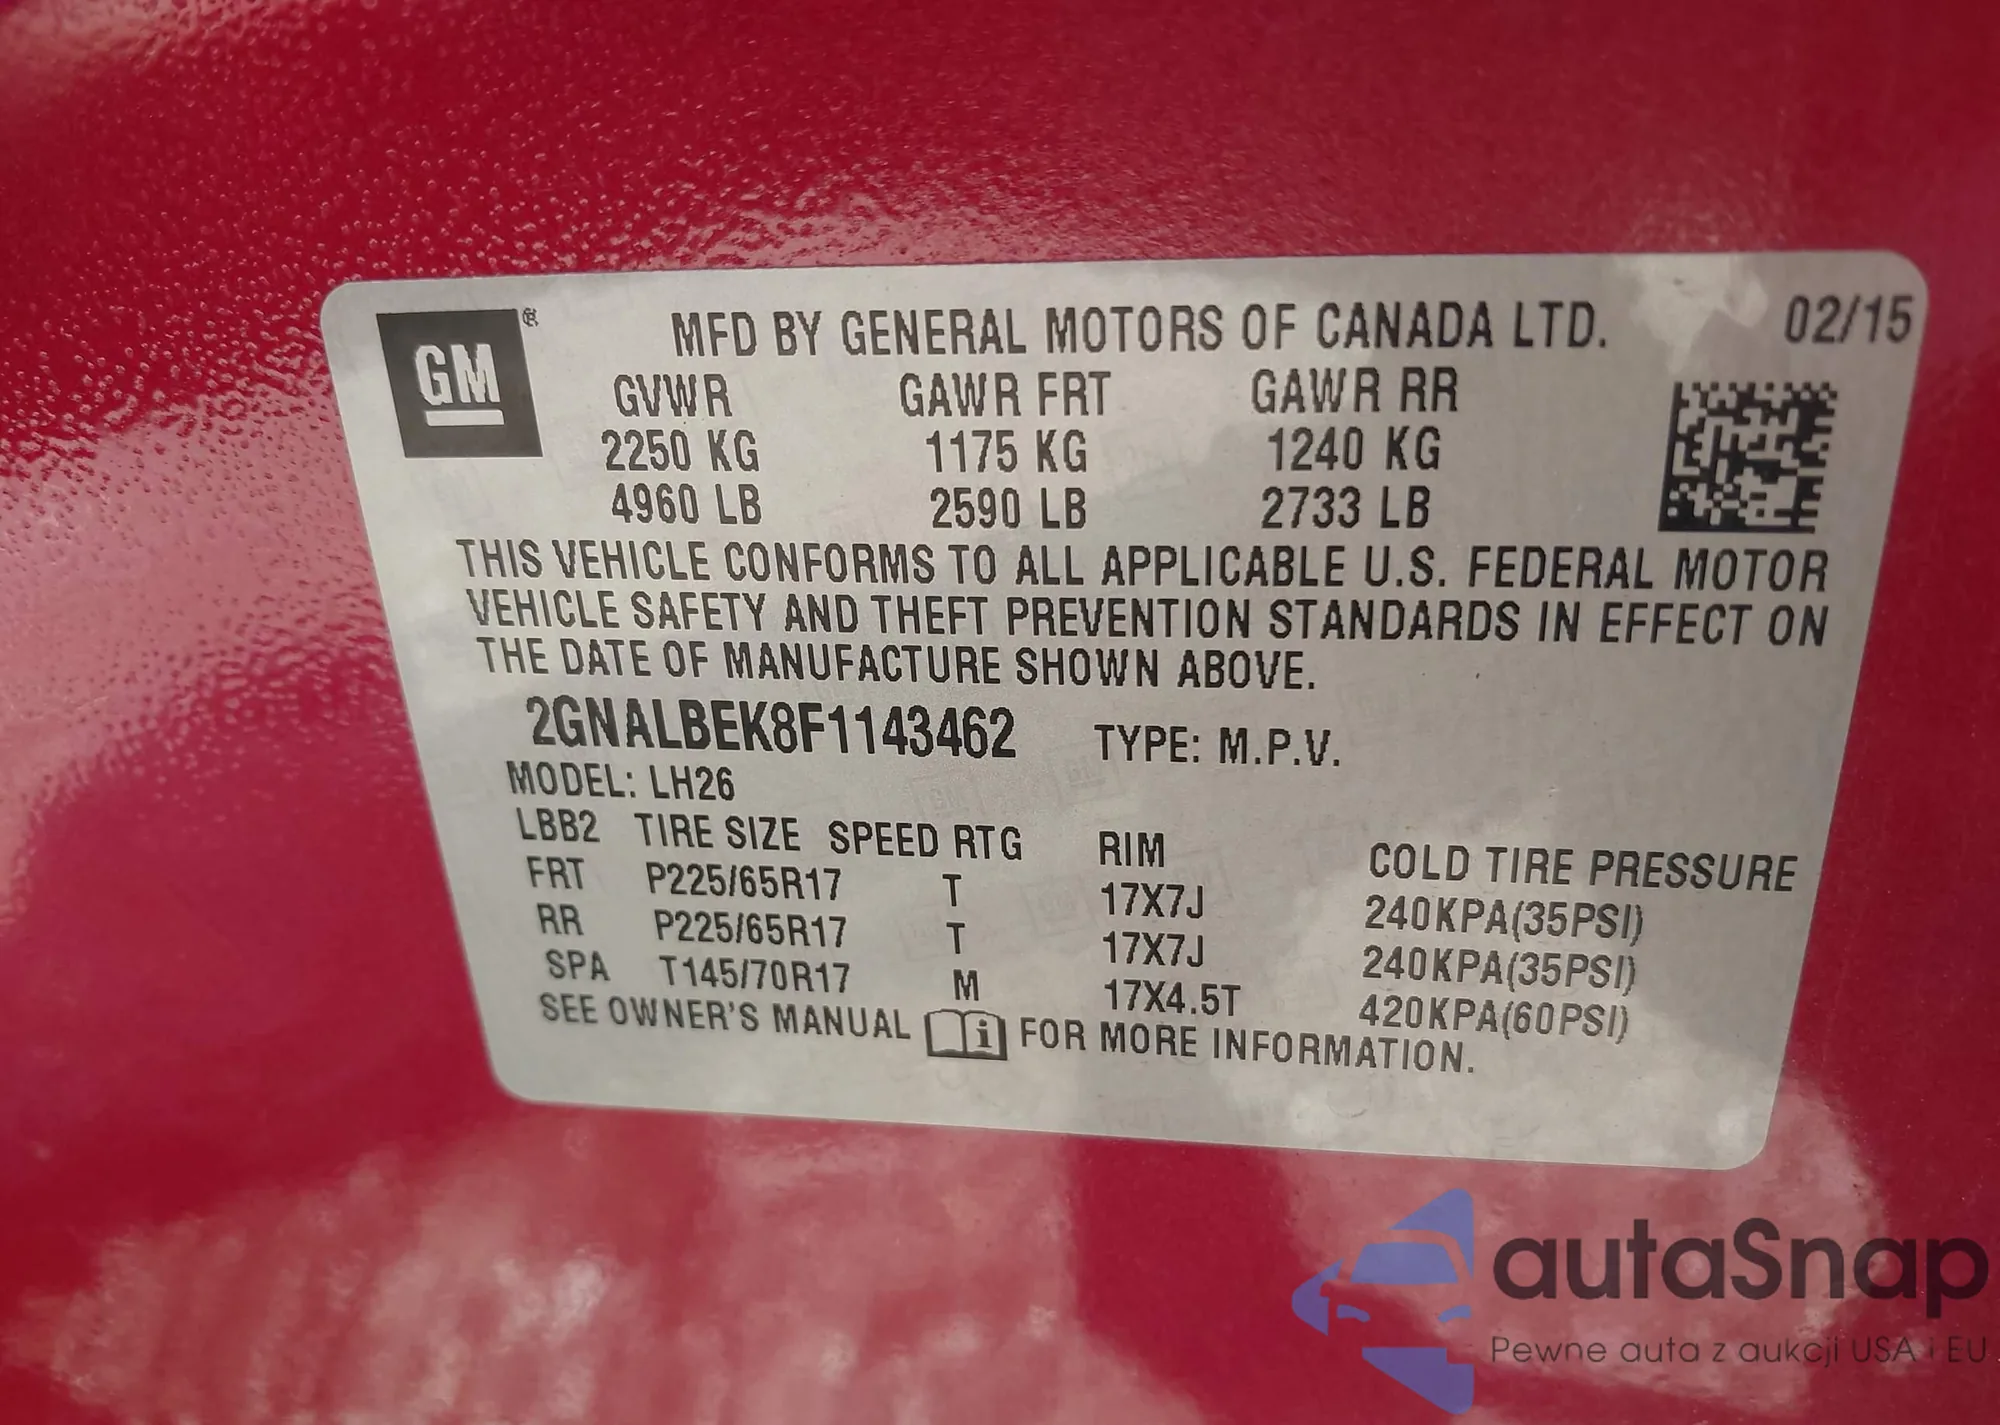 GM®
MFD BY GENERAL MOTORS OF CANADA LTD. 02/15
GVWR GAWR FRT GAWR RR
2250 KG 1175 KG 1240 KG
4960 LB 2590 LB 2733 LB
THIS VEHICLE CONFORMS TO ALL APPLICABLE U.S. FEDERAL MOTOR
VEHICLE SAFETY AND THEFT PREVENTION STANDARDS IN EFFECT ON
THE DATE OF MANUFACTURE SHOWN ABOVE.
2GNALBEK8F1143462 TYPE: M.P.V.
MODEL: LH26
LBB2 TIRE SIZE SPEED RTG RIM COLD TIRE PRESSURE
FRT P225/65R17 T 17X7J 240KPA(35PSI)
RR P225/65R17 T 17X7J 240KPA(35PSI)
SPA T145/70R17 M 17X4.5T 420KPA(60PSI)
SEE OWNER'S MANUAL i FOR MORE INFORMATION.
autaSnap
Pewne auta z aukcji USA i EU